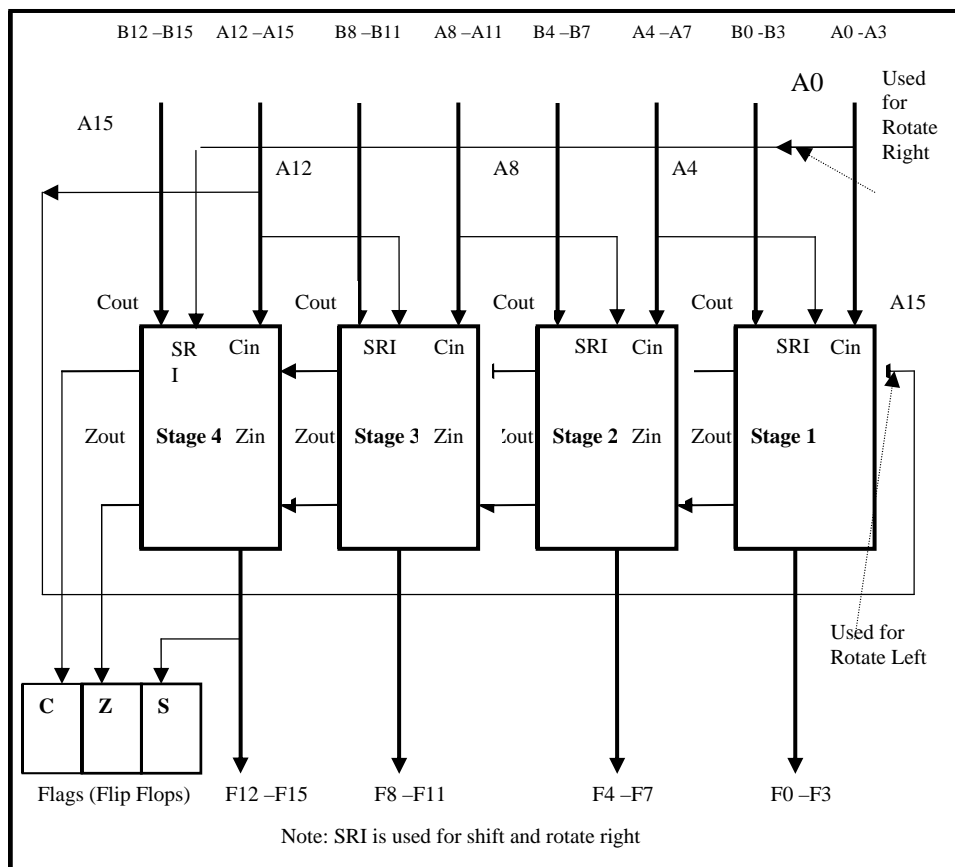 B12 –B15 A12 –A15 B8 –B11 A8 –A11 B4 –B7 A4 –A7 B0 -B3 A0 -A3
A0
Used
for
Rotate
Right
A15
A12 A8 A4
Cout Cout Cout Cout A15
SR
I
Cin SRI Cin SRI Cin SRI Cin
Zout Stage 4 Zin Zout Stage 3 Zin Zout Stage 2 Zin Zout Stage 1
Used for
Rotate Left
C Z S
Flags (Flip Flops) F12 –F15 F8 –F11 F4 –F7 F0 –F3
Note: SRI is used for shift and rotate right